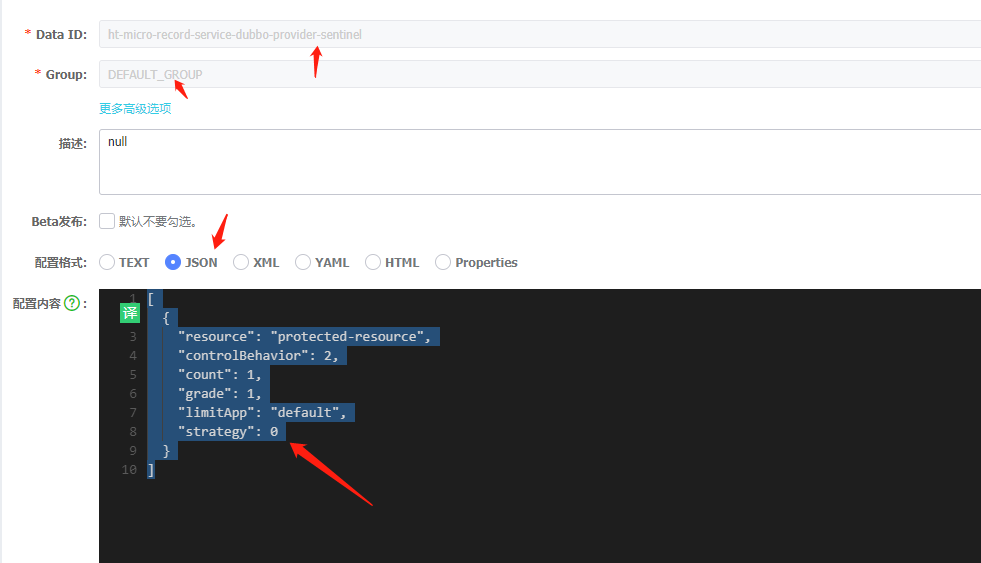 * Data ID: ht-micro-record-service-dubbo-provider-sentinel
* Group: DEFAULT_GROUP
更多高级选项
描述: null
Beta发布: 默认不要勾选。
配置格式: TEXT JSON XML YAML HTML Properties
配置内容 ? :
1 [
译 {
3 "resource": "protected-resource",
4 "controlBehavior": 2,
5 "count": 1,
6 "grade": 1,
7 "limitApp": "default",
8 "strategy": 0
9 }
10 ]